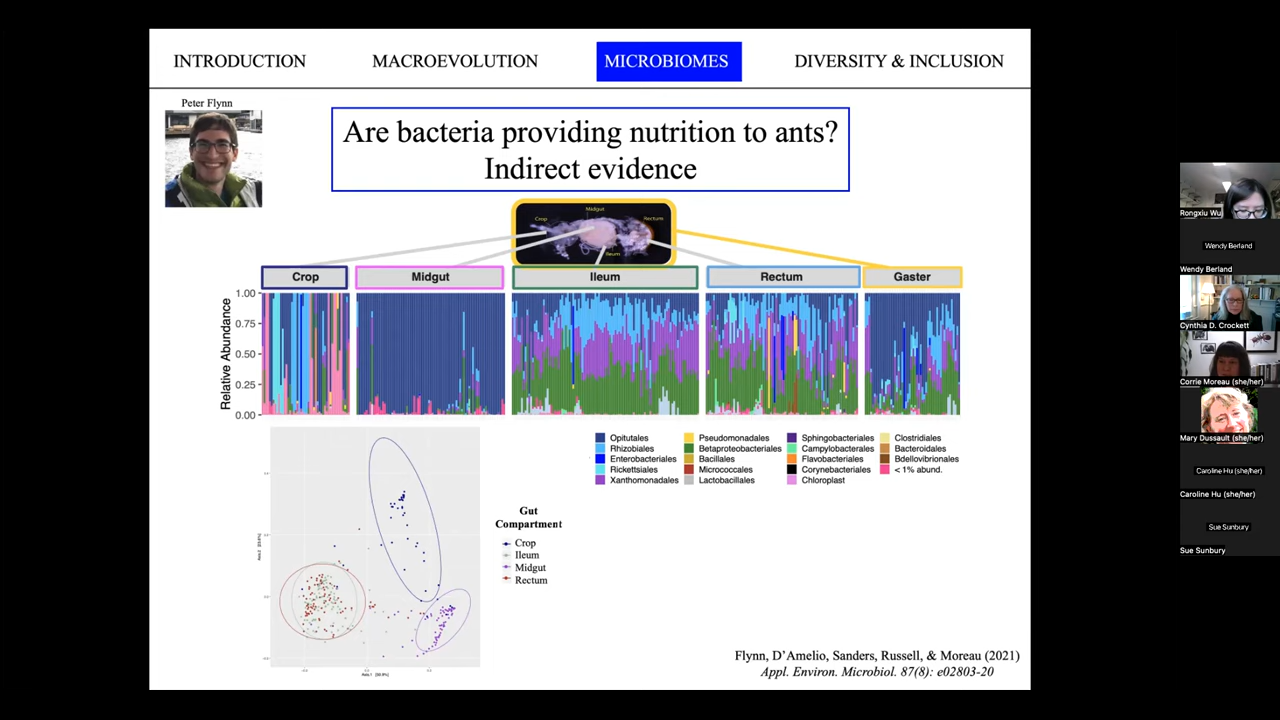 INTRODUCTION
MACROEVOLUTION
MICROBIOMES
DIVERSITY & INCLUSION
Peter Flynn
Are bacteria providing nutrition to ants?
Indirect evidence
Crop
Midgut
Rectum
Ileum
Crop
Midgut
Ileum
Rectum
Gaster
Relative Abundance
1.00
0.75
0.50
0.25
0.00
Opitutales
Rhizobiales
Enterobacteriales
Rickettsiales
Xanthomonadales
Pseudomonadales
Betaproteobacteriales
Bacillales
Micrococcales
Lactobacillales
Sphingobacteriales
Campylobacterales
Flavobacteriales
Corynebacteriales
Chloroplast
Clostridiales
Bacteroidales
Bdellovibrionales
< 1% abund.
Gut
Compartment
Crop
Ileum
Midgut
Rectum
Flynn, D'Amelio, Sanders, Russell, & Moreau (2021)
Appl. Environ. Microbiol. 87(8): e02803-20
Rongxiu Wu
Wendy Berland
Wendy Berland
Cynthia D. Crockett
Corrie Moreau (she/her)
Mary Dussault (she/her)
Caroline Hu (she/her)
Caroline Hu (she/her)
Sue Sunbury
Sue Sunbury